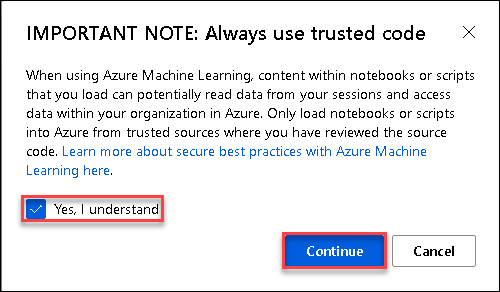 IMPORTANT NOTE: Always use trusted code
When using Azure Machine Learning, content within notebooks or scripts
that you load can potentially read data from your sessions and access
data within your organization in Azure. Only load notebooks or scripts
into Azure from trusted sources where you have reviewed the source
code. Learn more about secure best practices with Azure Machine
Learning here.
Yes, I understand
Continue Cancel